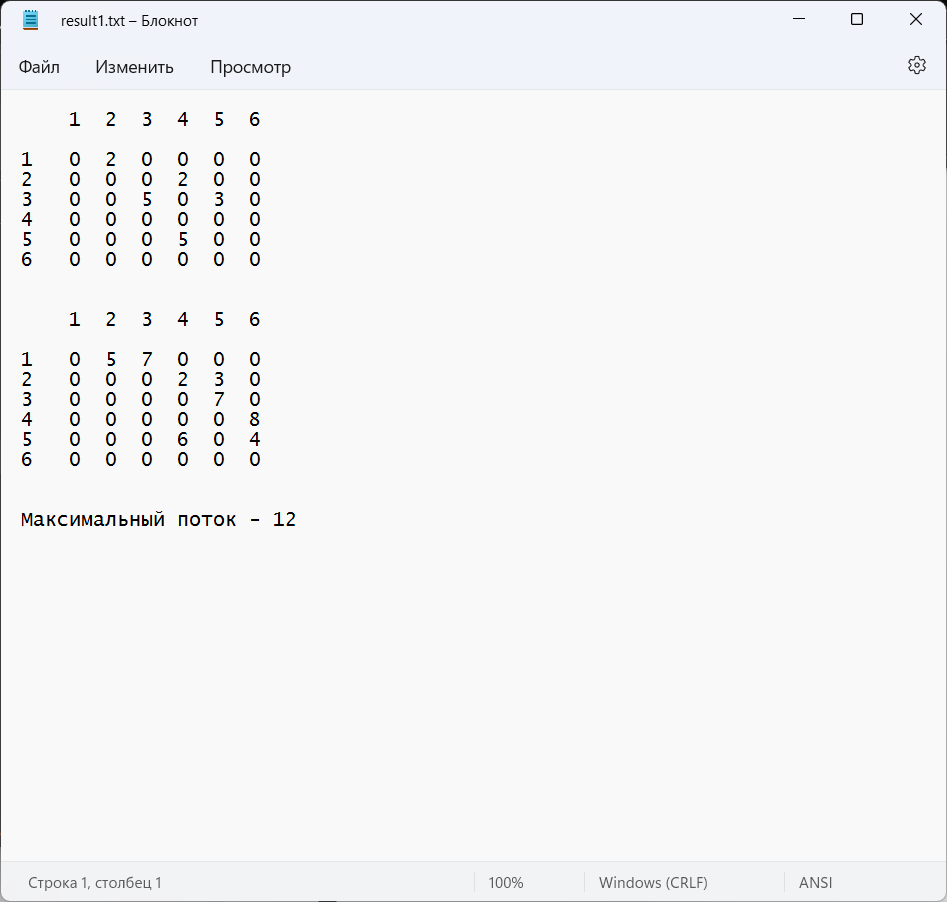 result1.txt – Блокнот
Файл Изменить Просмотр
1 2 3 4 5 6
1 0 2 0 0 0 0
2 0 0 0 2 0 0
3 0 0 5 0 3 0
4 0 0 0 0 0 0
5 0 0 0 5 0 0
6 0 0 0 0 0 0
1 2 3 4 5 6
1 0 5 7 0 0 0
2 0 0 0 2 3 0
3 0 0 0 0 7 0
4 0 0 0 0 0 8
5 0 0 0 6 0 4
6 0 0 0 0 0 0
Максимальный поток - 12
Строка 1, столбец 1 100% Windows (CRLF) ANSI